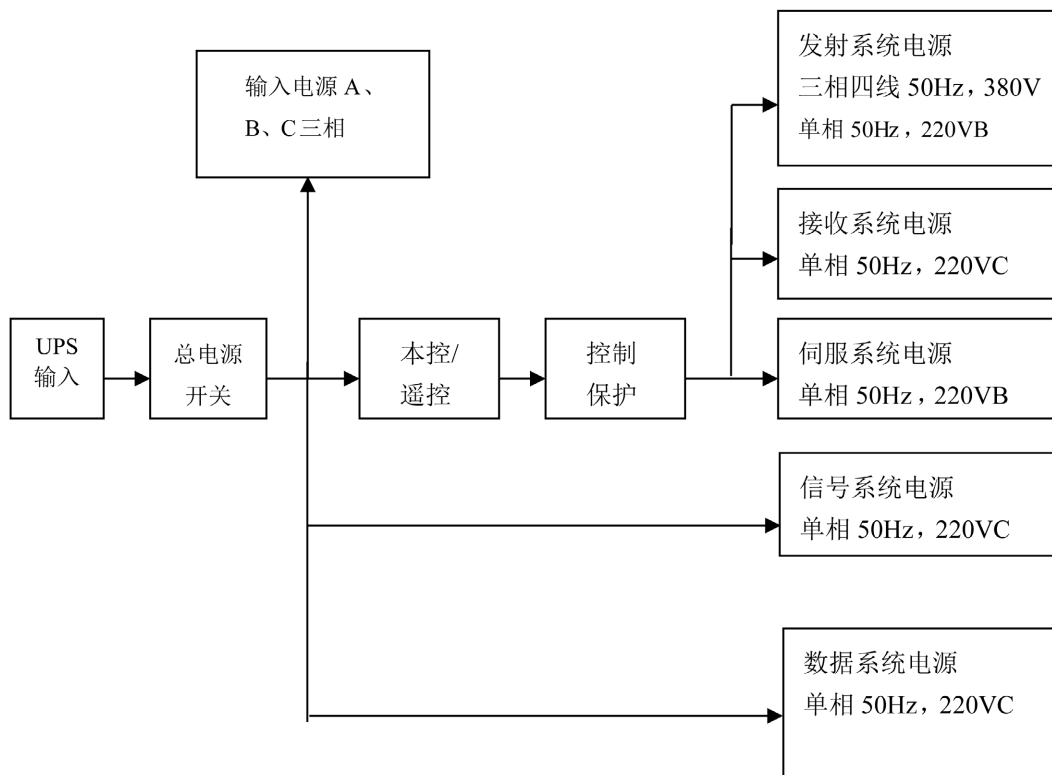 发射系统电源
三相四线 50Hz，380V
单相 50Hz，220VB
输入电源 A、
B、C 三相
接收系统电源
单相 50Hz，220VC
UPS
输入
总电源
开关
本控/
遥控
控制
保护
伺服系统电源
单相 50Hz，220VB
信号系统电源
单相 50Hz，220VC
数据系统电源
单相 50Hz，220VC